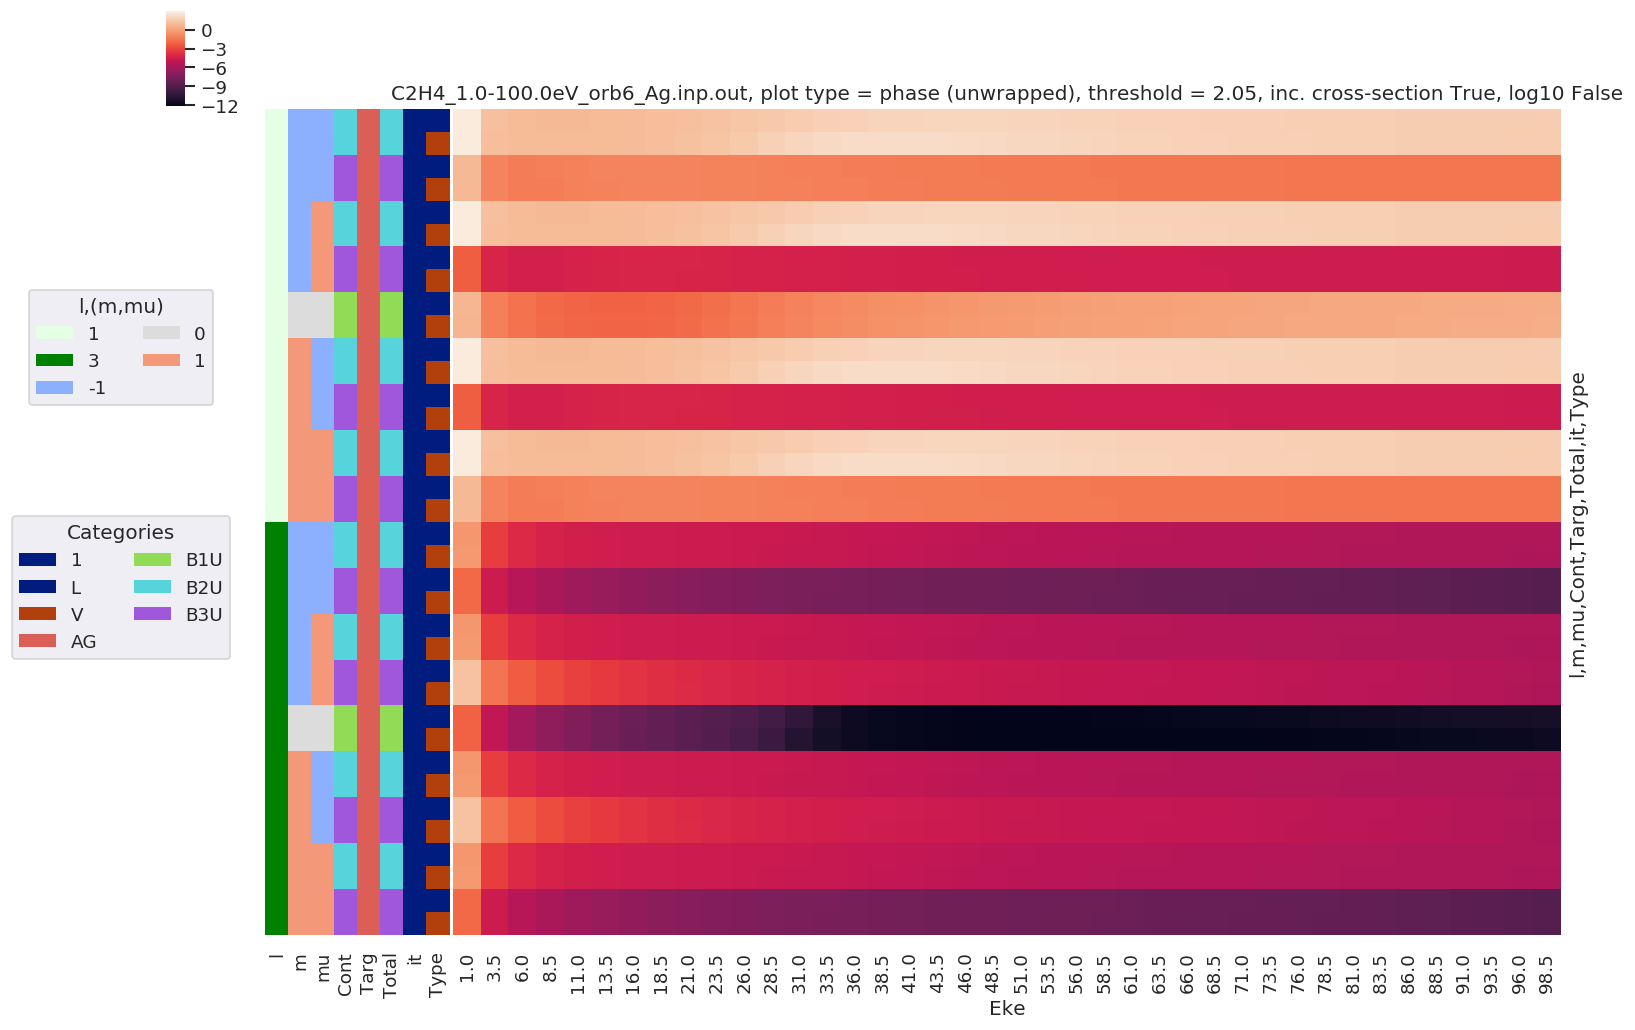 0
−3
−6
−9
−12
C2H4_1.0-100.0eV_orb6_Ag.inp.out, plot type = phase (unwrapped), threshold = 2.05, inc. cross-section True, log10 False
l,(m,mu)
1 0
3 1
-1
Categories
1 B1U
L B2U
V B3U
AG
l,m,mu,Cont,Targ,Total,it,Type
l m mu Cont Targ Total it Type 1.0 3.5 6.0 8.5 11.0 13.5 16.0 18.5 21.0 23.5 26.0 28.5 31.0 33.5 36.0 38.5 41.0 43.5 46.0 48.5 51.0 53.5 56.0 58.5 61.0 63.5 66.0 68.5 71.0 73.5 76.0 78.5 81.0 83.5 86.0 88.5 91.0 93.5 96.0 98.5
Eke